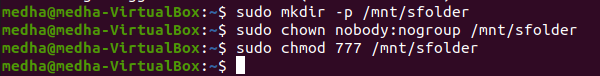 medha@medha-VirtualBox:~$ sudo mkdir -p /mnt/sfolder
medha@medha-VirtualBox:~$ sudo chown nobody:nogroup /mnt/sfolder
medha@medha-VirtualBox:~$ sudo chmod 777 /mnt/sfolder
medha@medha-VirtualBox:~$